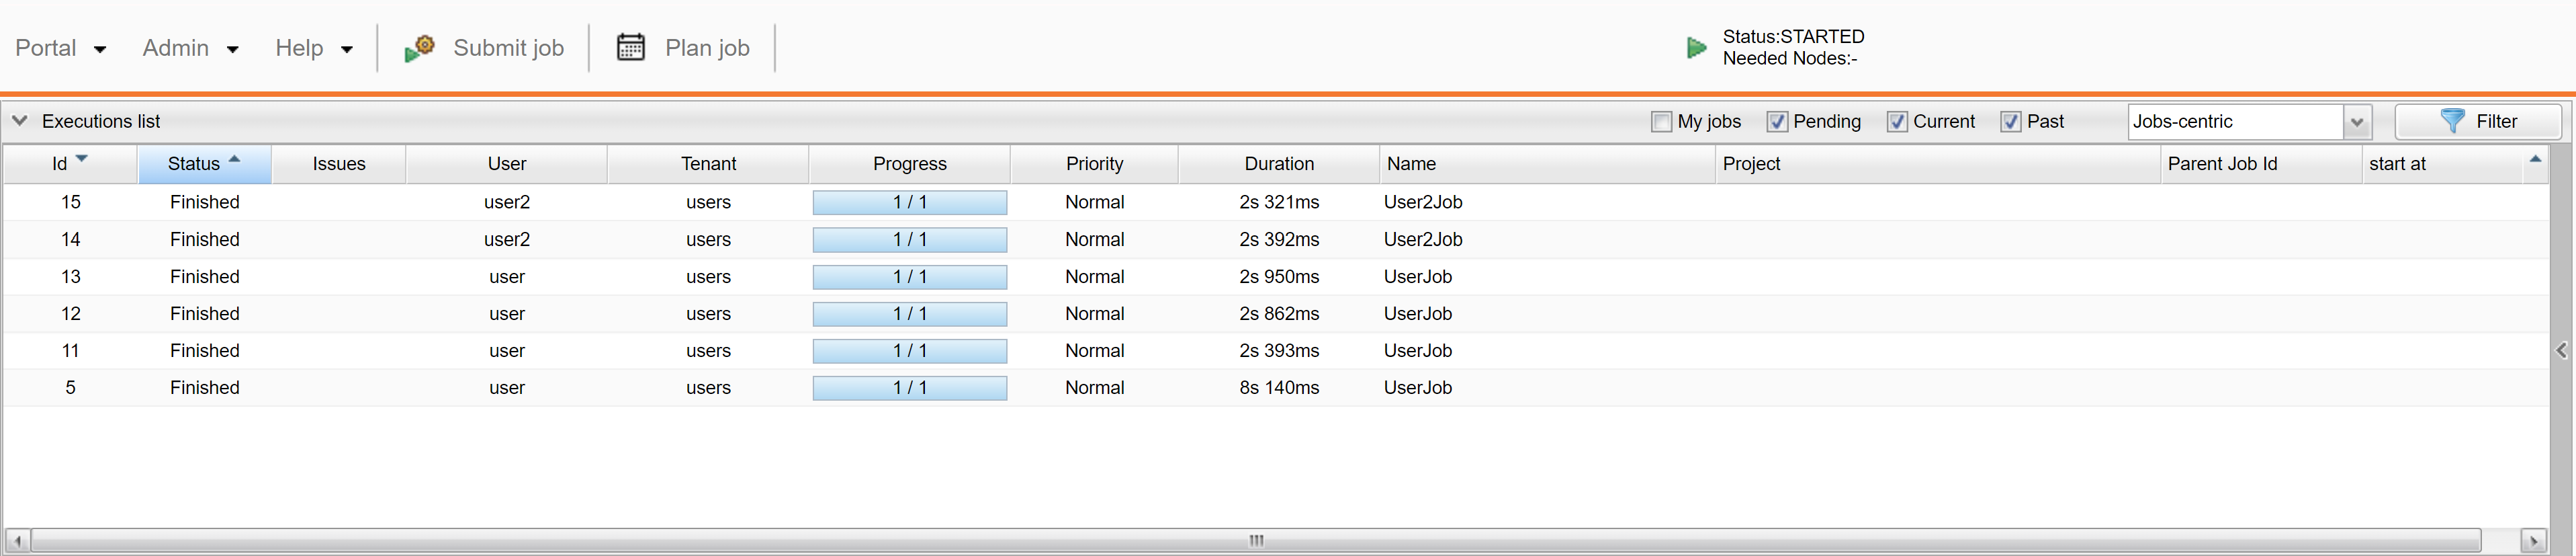 Portal Admin Help Submit job Plan job Status:STARTED
Needed Nodes:-
Executions list My jobs Pending Current Past Jobs-centric Filter
Id Status Issues User Tenant Progress Priority Duration Name Project Parent Job Id start at
15 Finished user2 users 1 / 1 Normal 2s 321ms User2Job
14 Finished user2 users 1 / 1 Normal 2s 392ms User2Job
13 Finished user users 1 / 1 Normal 2s 950ms UserJob
12 Finished user users 1 / 1 Normal 2s 862ms UserJob
11 Finished user users 1 / 1 Normal 2s 393ms UserJob
5 Finished user users 1 / 1 Normal 8s 140ms UserJob